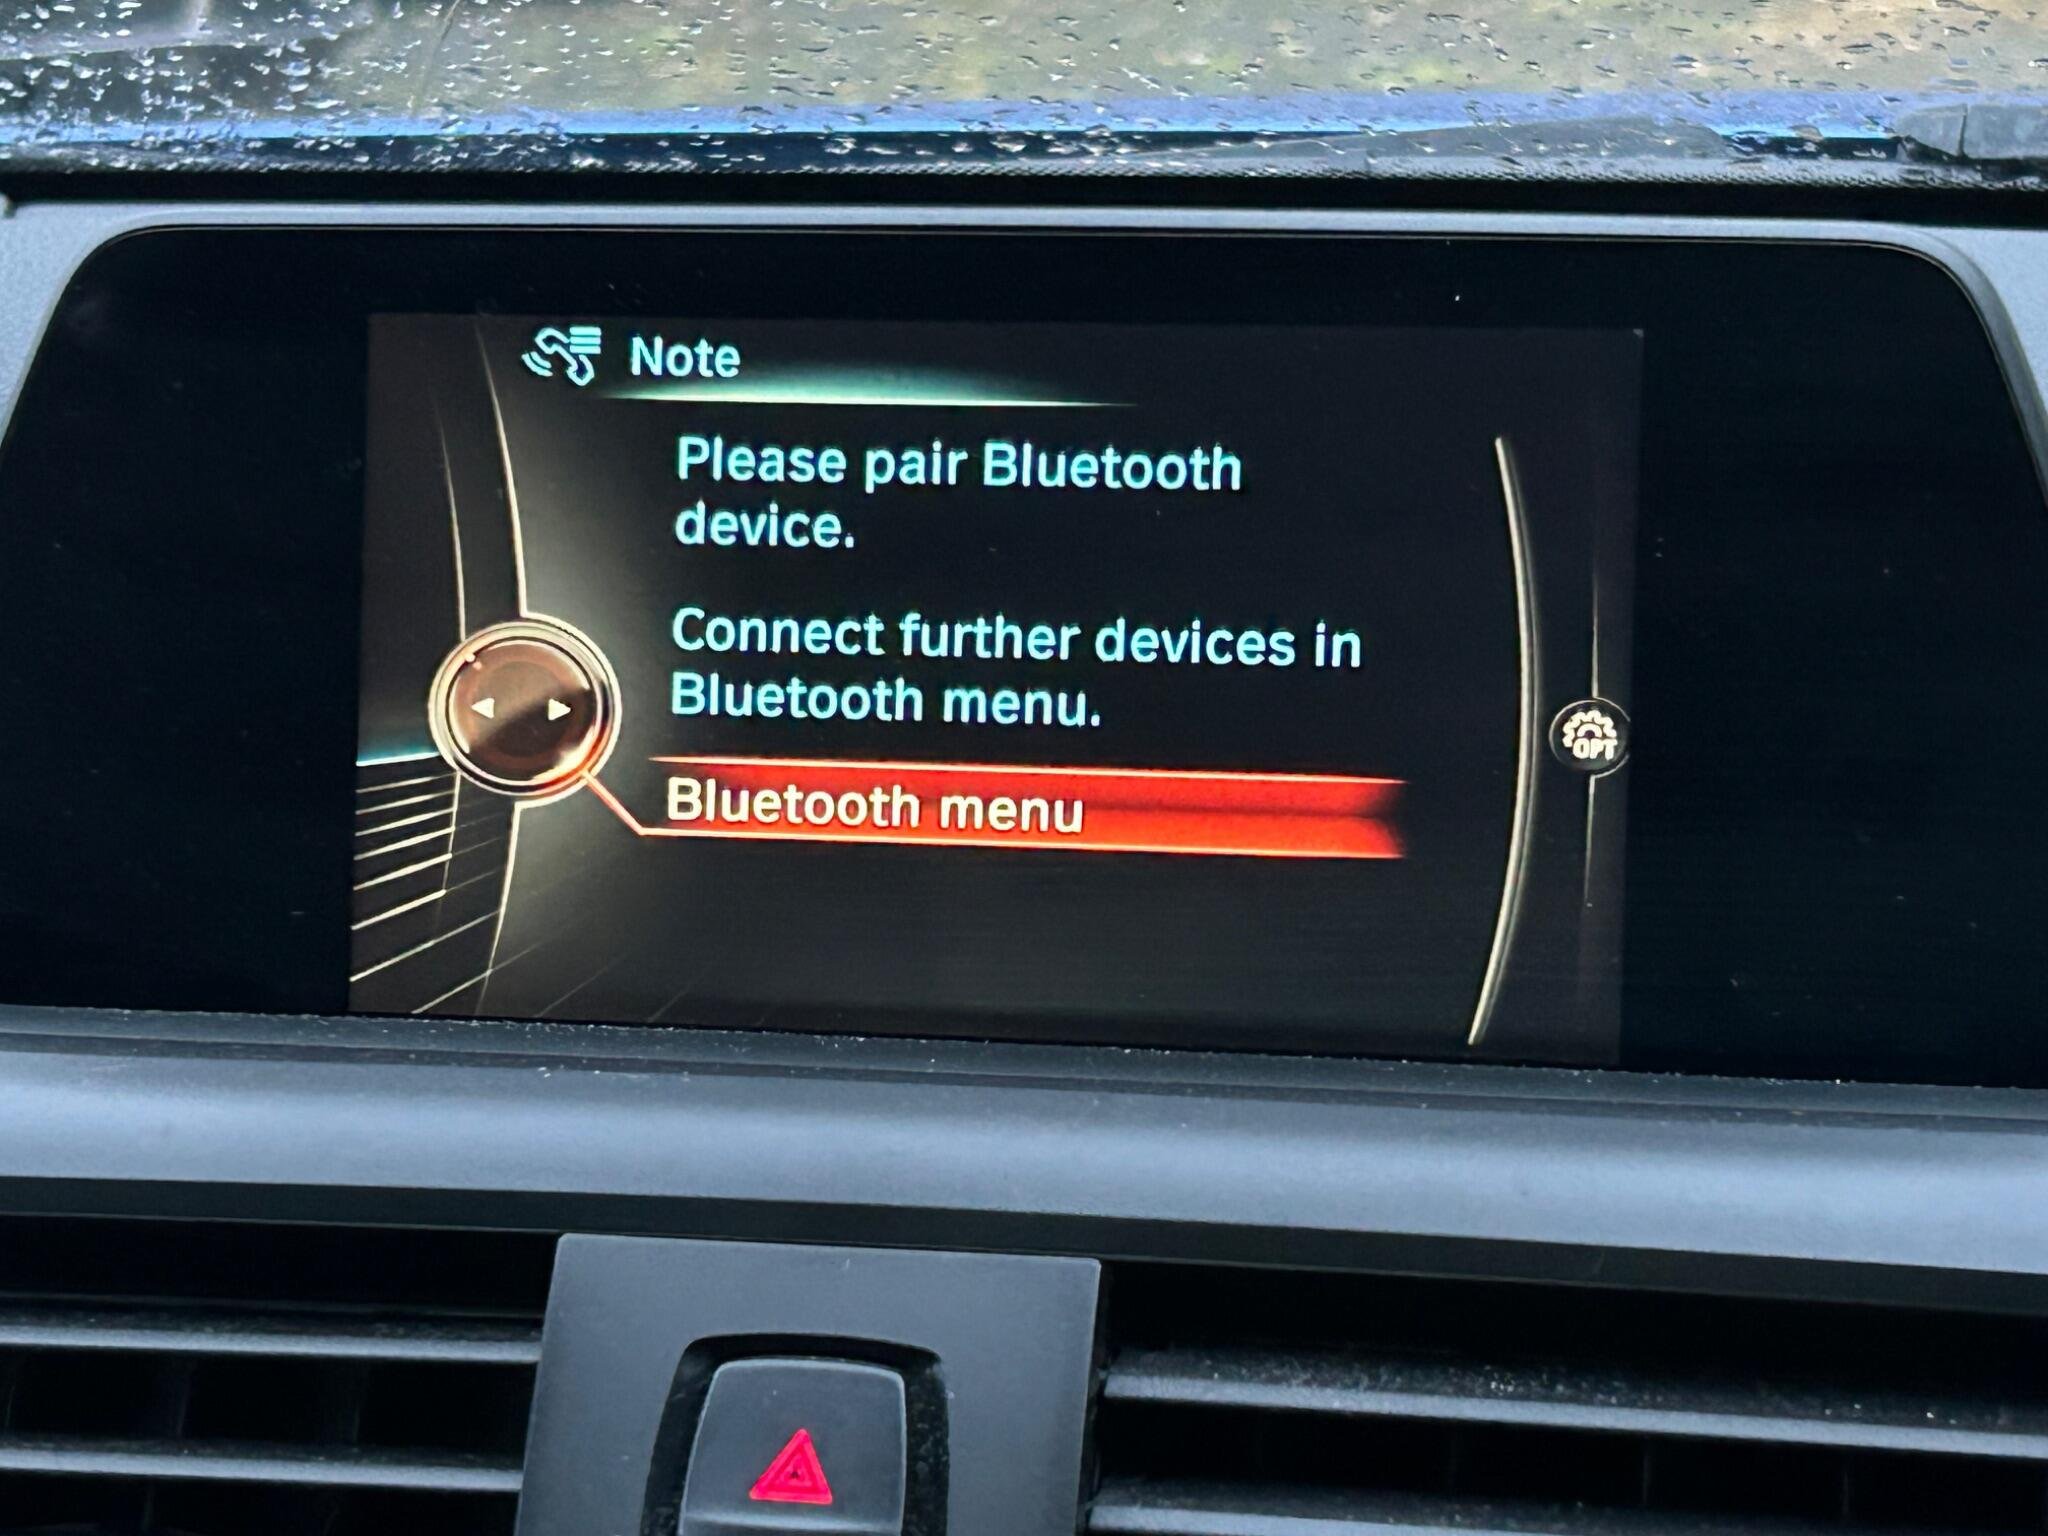 Note
Please pair Bluetooth
device.
Connect further devices in
Bluetooth menu.
Bluetooth menu
OPT